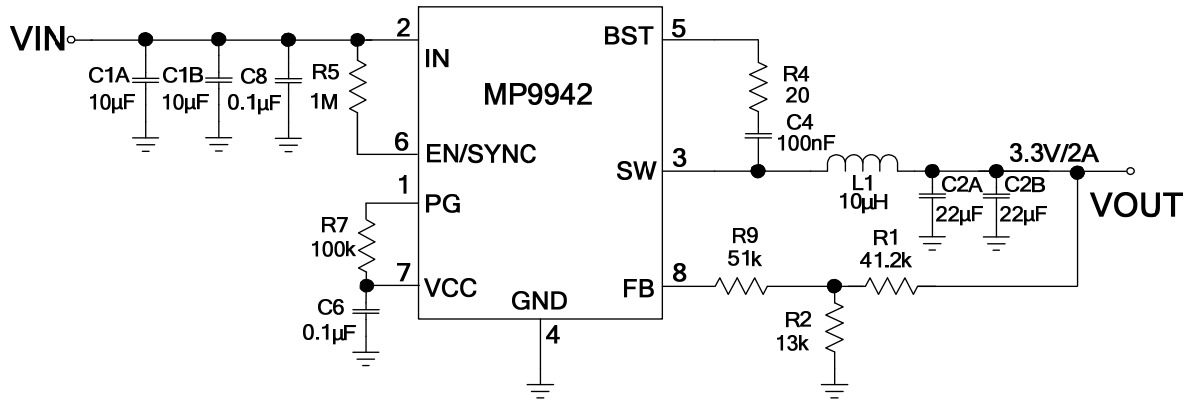 VIN
C1A
10µF
C1B
10µF
C8
0.1µF
R5
1M
2
IN
6
EN/SYNC
1
PG
R7
100k
7
VCC
C6
0.1µF
MP9942
GND
4
BST
5
R4
20
C4
100nF
SW
3
L1
10µH
C2A
22µF
C2B
22µF
3.3V/2A
VOUT
FB
8
R9
51k
R1
41.2k
R2
13k